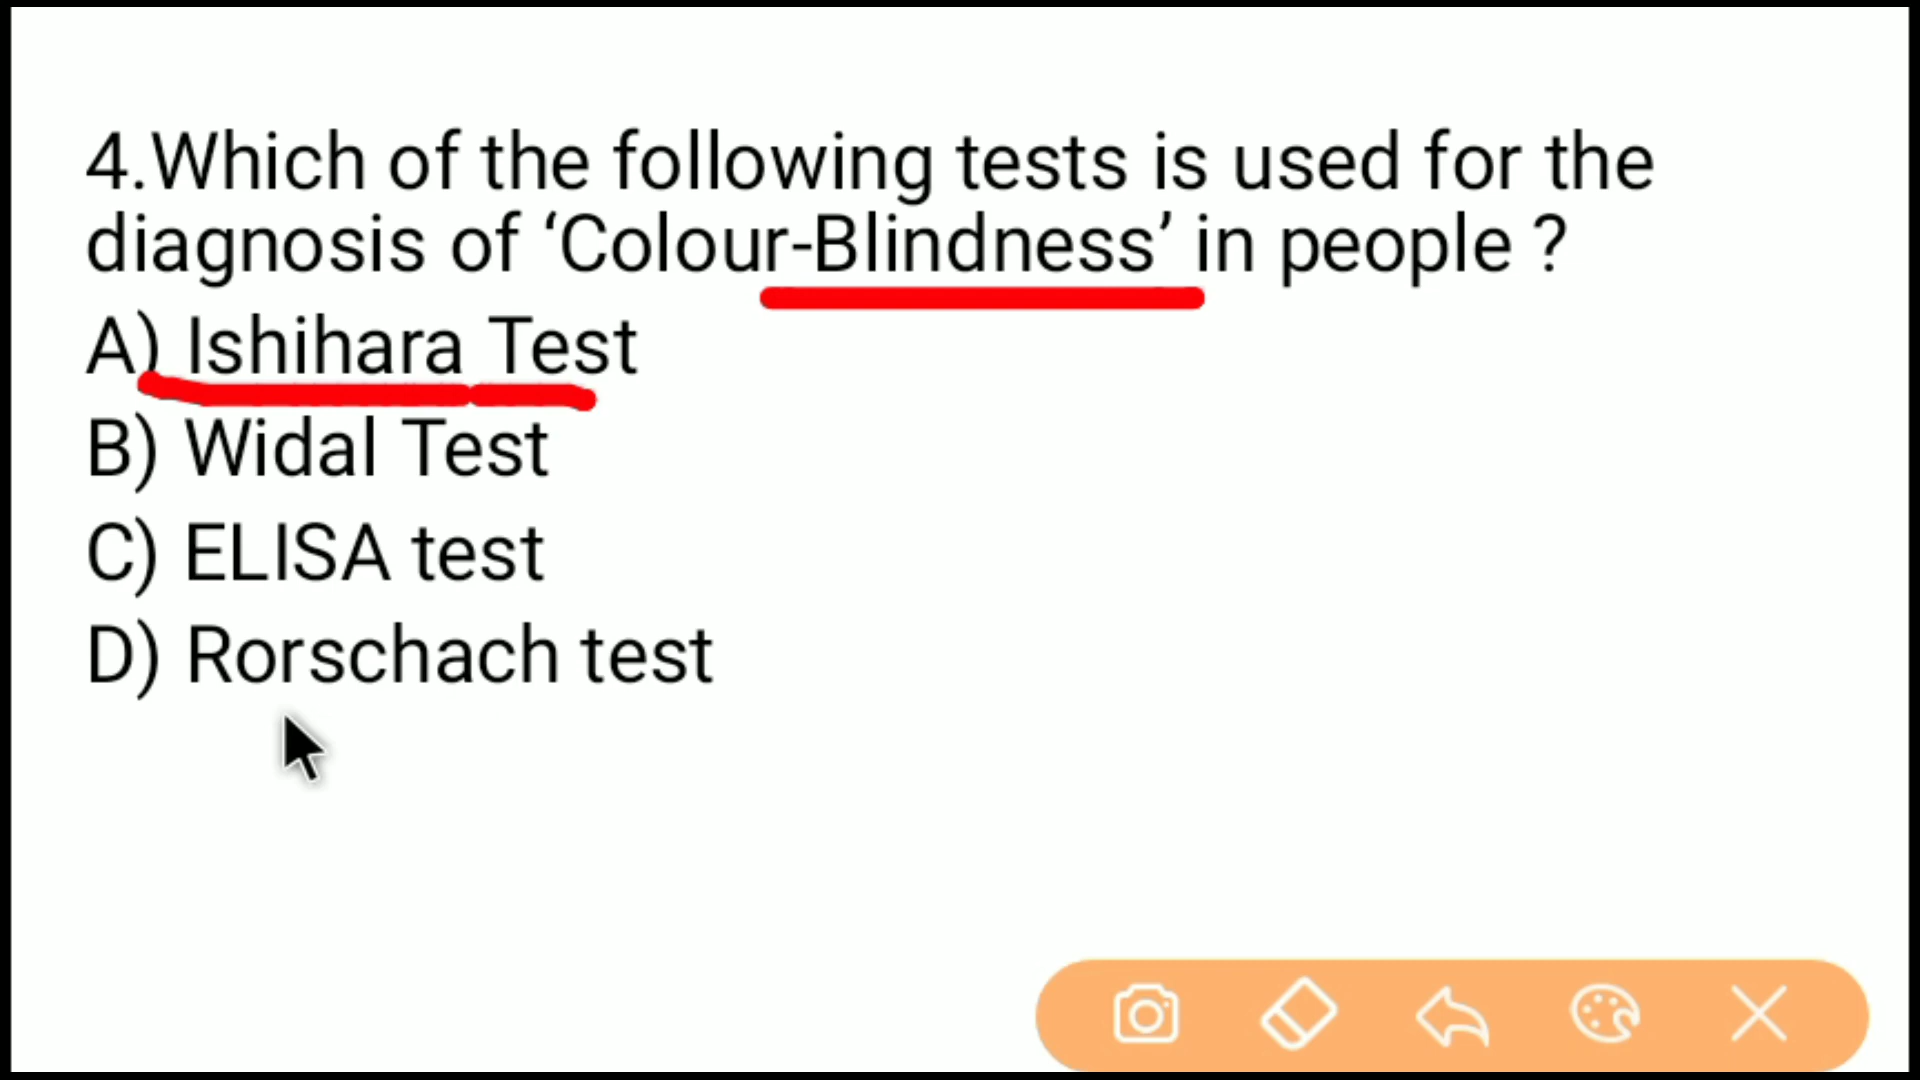 4.Which of the following tests is used for the
diagnosis of ‘Colour-Blindness’ in people ?
A) Ishihara Test
B) Widal Test
C) ELISA test
D) Rorschach test